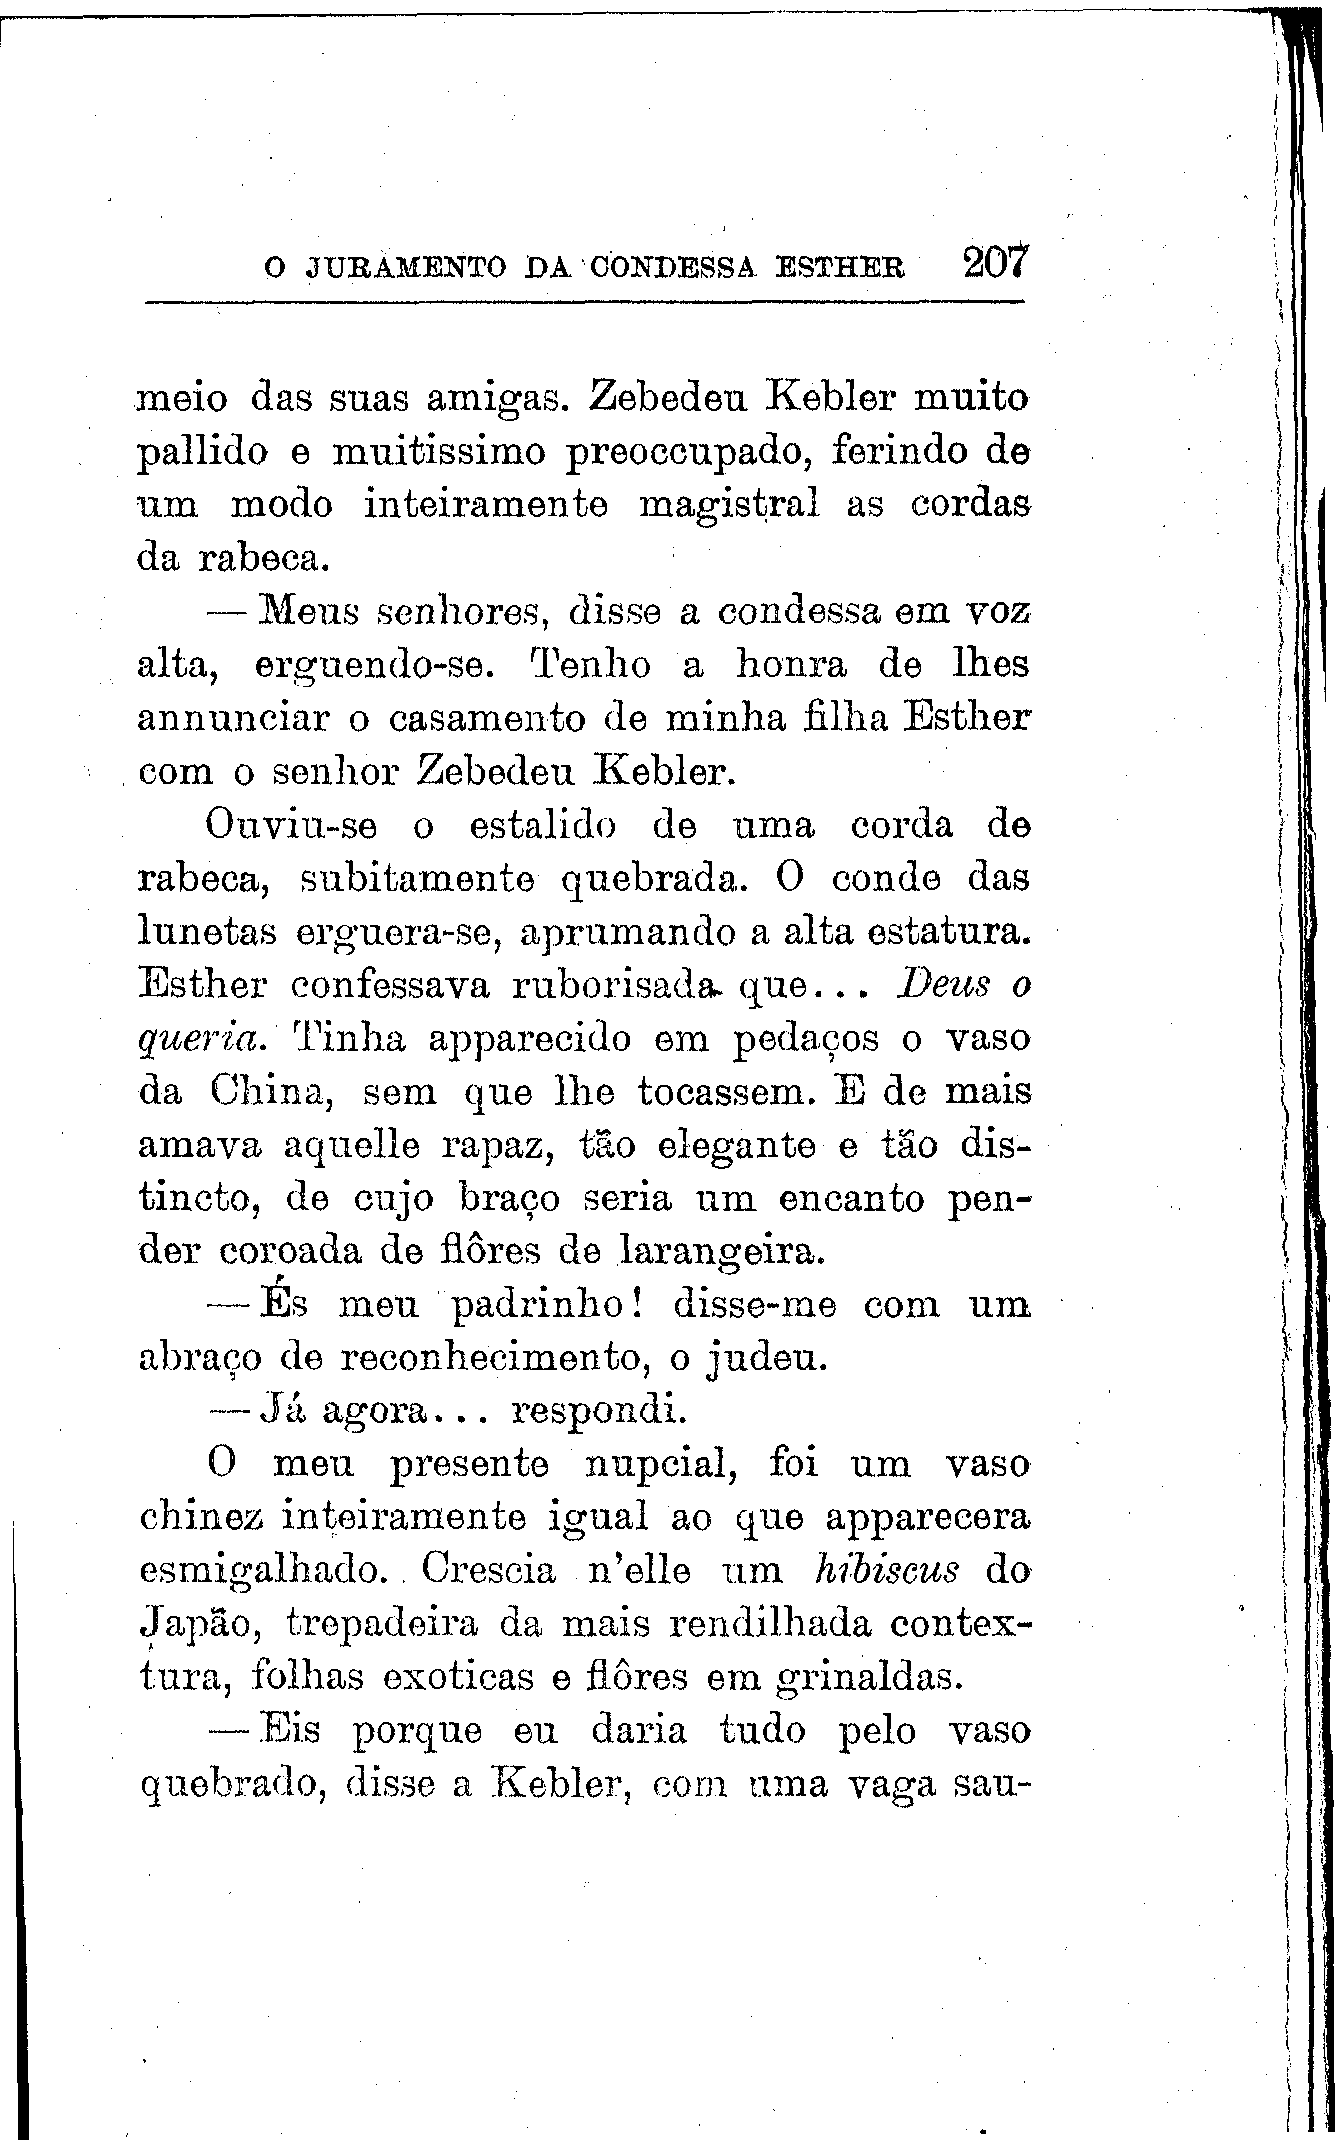 O JURAMENTO DA CONDESSA ESTHER 207
meio das suas amigas. Zebedeu Kebler muito
pallido e muitissimo preoccupado, ferindo de
um modo inteiramente magistral as cordas
da rabeca.
— Meus senhores, disse a condessa em voz
alta, erguendo-se. Tenho a honra de lhes
annunciar o casamento de minha filha Esther
com o senhor Zebedeu Kebler.
Ouviu-se o estalido de uma corda de
rabeca, subitamente quebrada. O conde das
lunetas erguera-se, aprumando a alta estatura.
Esther confessava ruborisada que... Deus o
queria. Tinha apparecido em pedaços o vaso
da China, sem que lhe tocassem. E de mais
amava aquelle rapaz, tão elegante e tão dis-
tincto, de cujo braço seria um encanto pen-
der coroada de flôres de larangeira.
— És meu padrinho! disse-me com um
abraço de reconhecimento, o judeu.
— Já agora... respondi.
O meu presente nupcial, foi um vaso
chinez inteiramente igual ao que apparecera
esmigalhado. Crescia n'elle um hibiscus do
Japão, trepadeira da mais rendilhada contex-
tura, folhas exoticas e flôres em grinaldas.
— Eis porque eu daria tudo pelo vaso
quebrado, disse a Kebler, com uma vaga sau-